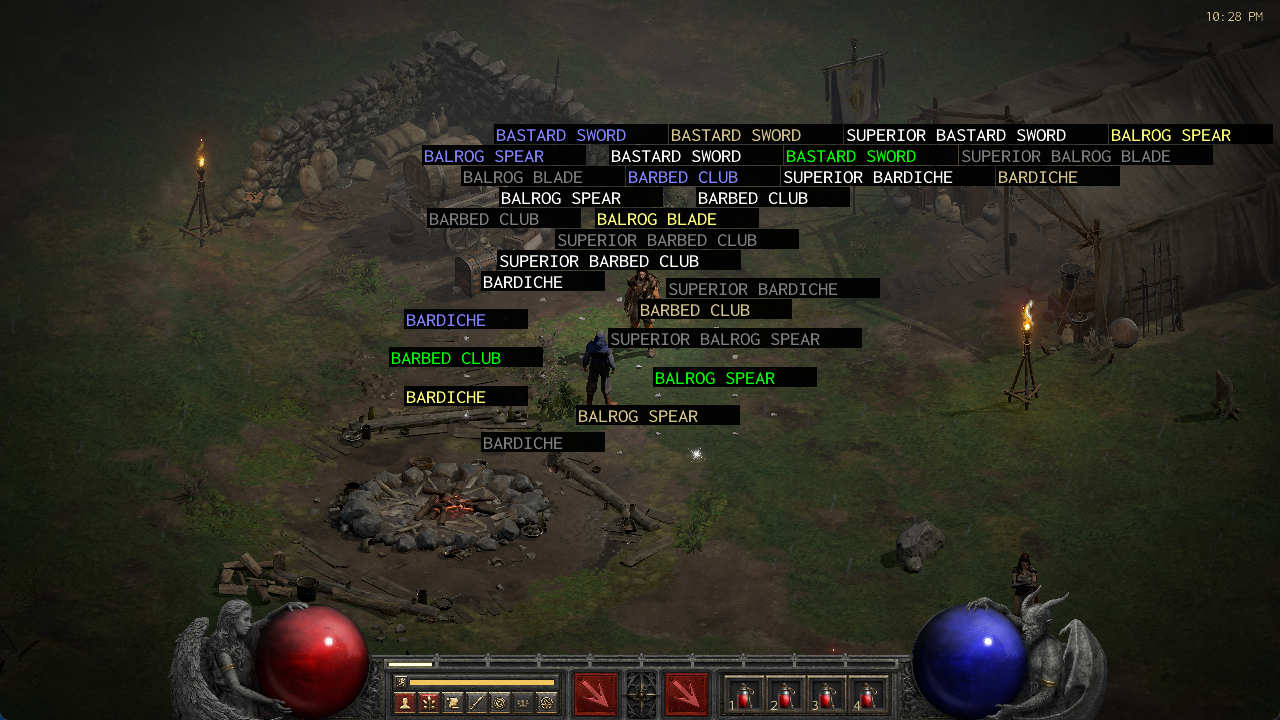 10:28 PM
BASTARD SWORD BASTARD SWORD SUPERIOR BASTARD SWORD BALROG SPEAR
BALROG SPEAR BASTARD SWORD BASTARD SWORD SUPERIOR BALROG BLADE
BALROG BLADE BARBED CLUB SUPERIOR BARDICHE BARDICHE
BALROG SPEAR BARBED CLUB
BARBED CLUB BALROG BLADE
SUPERIOR BARBED CLUB
SUPERIOR BARBED CLUB
BARDICHE SUPERIOR BARDICHE
BARBED CLUB
BARDICHE
SUPERIOR BALROG SPEAR
BARBED CLUB
BALROG SPEAR
BARDICHE
BALROG SPEAR
BARDICHE
1 2 3 4